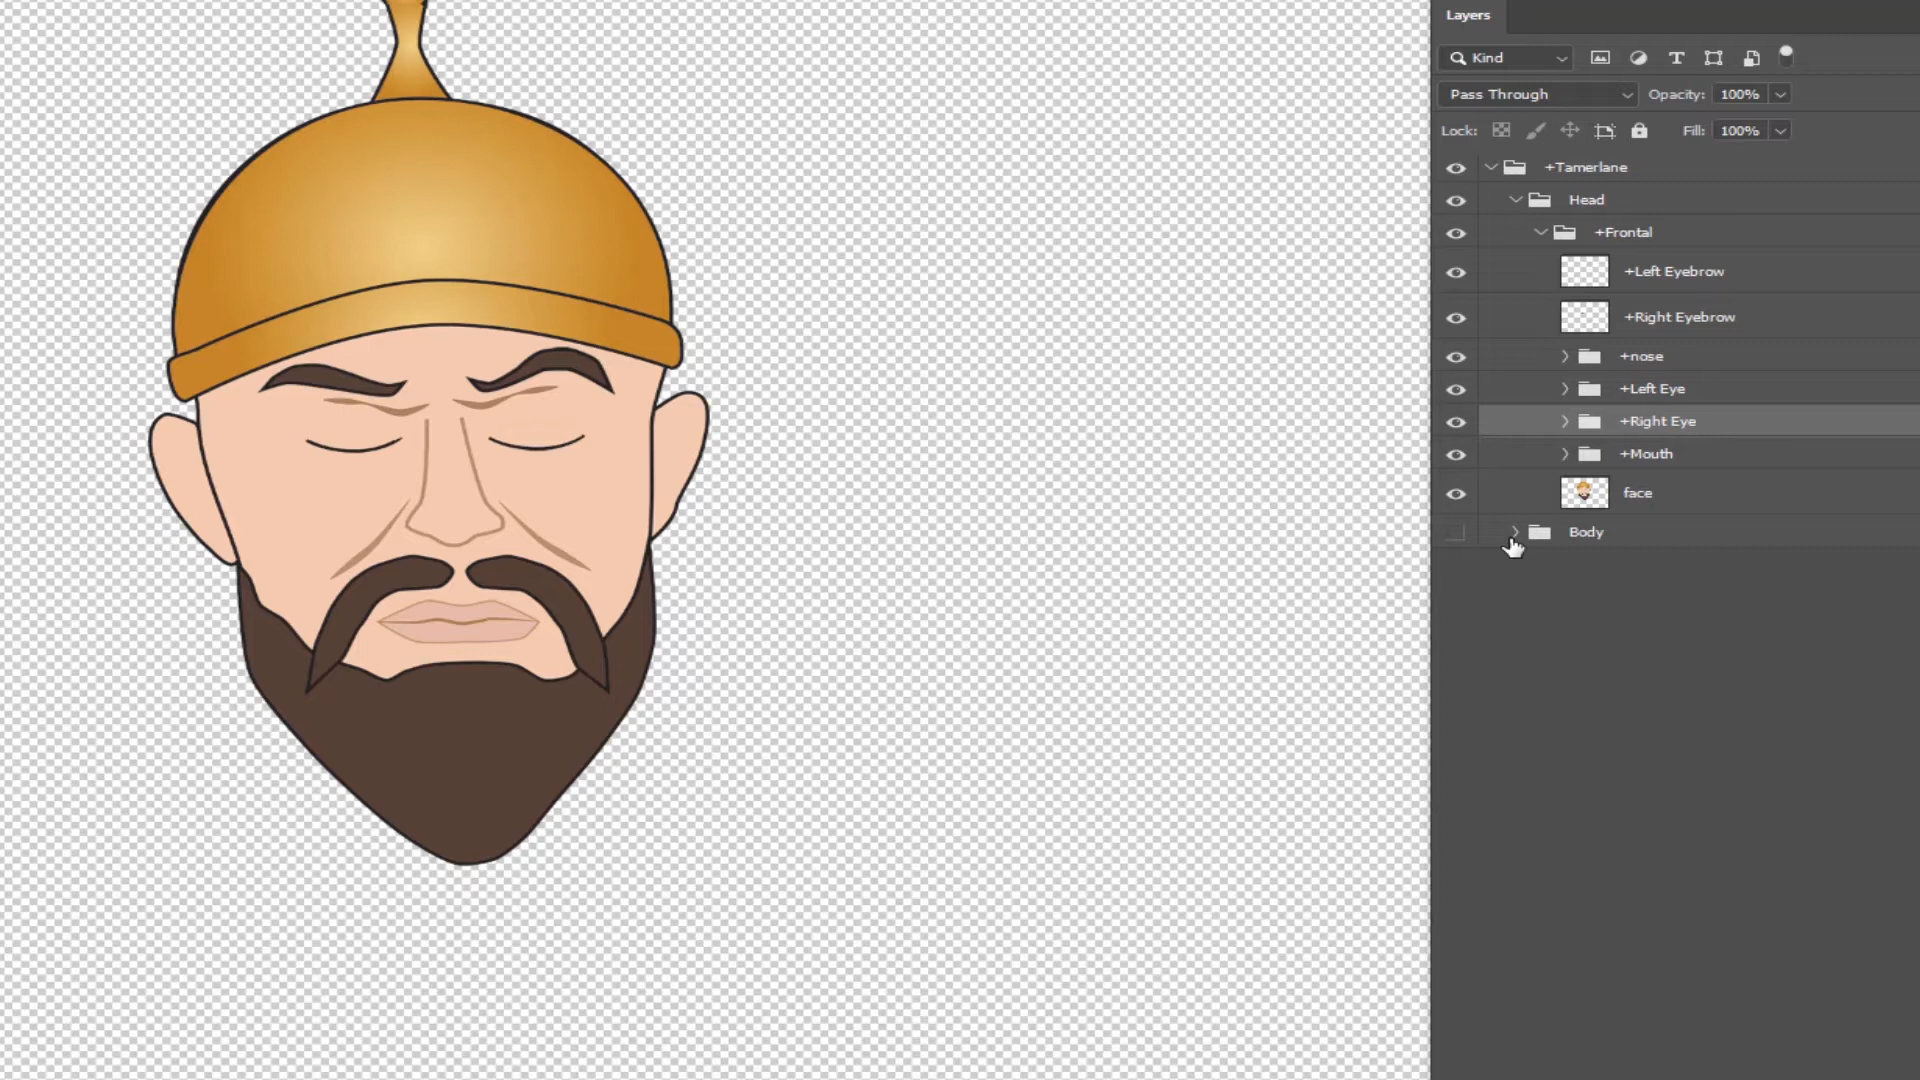 Layers
Kind
Pass Through Opacity: 100%
Lock: Fill: 100%
+Tamerlane
Head
+Frontal
+Left Eyebrow
+Right Eyebrow
+nose
+Left Eye
+Right Eye
+Mouth
face
Body